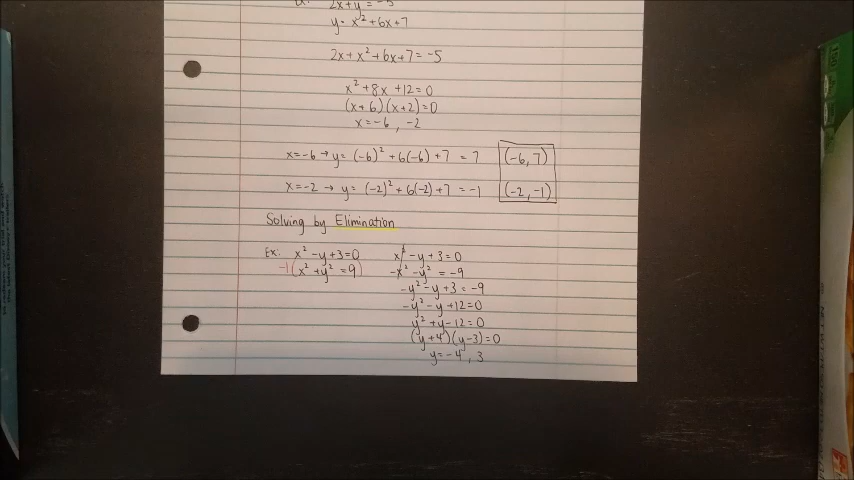 2x+y = -5
y = x² + 6x + 7
2x + x² + 6x + 7 = -5
x² + 8x + 12 = 0
(x+6)(x+2) = 0
x = -6, -2
x = -6 → y = (-6)² + 6(-6) + 7 = 7 (-6, 7)
x = -2 → y = (-2)² + 6(-2) + 7 = -1 (-2, -1)
Solving by Elimination
Ex: x² - y + 3 = 0 x² - y + 3 = 0
-1(x² + y² = 9) -x² - y² = -9
-y² - y + 3 = -9
-y² - y + 12 = 0
y² + y - 12 = 0
(y+4)(y-3) = 0
y = -4, 3